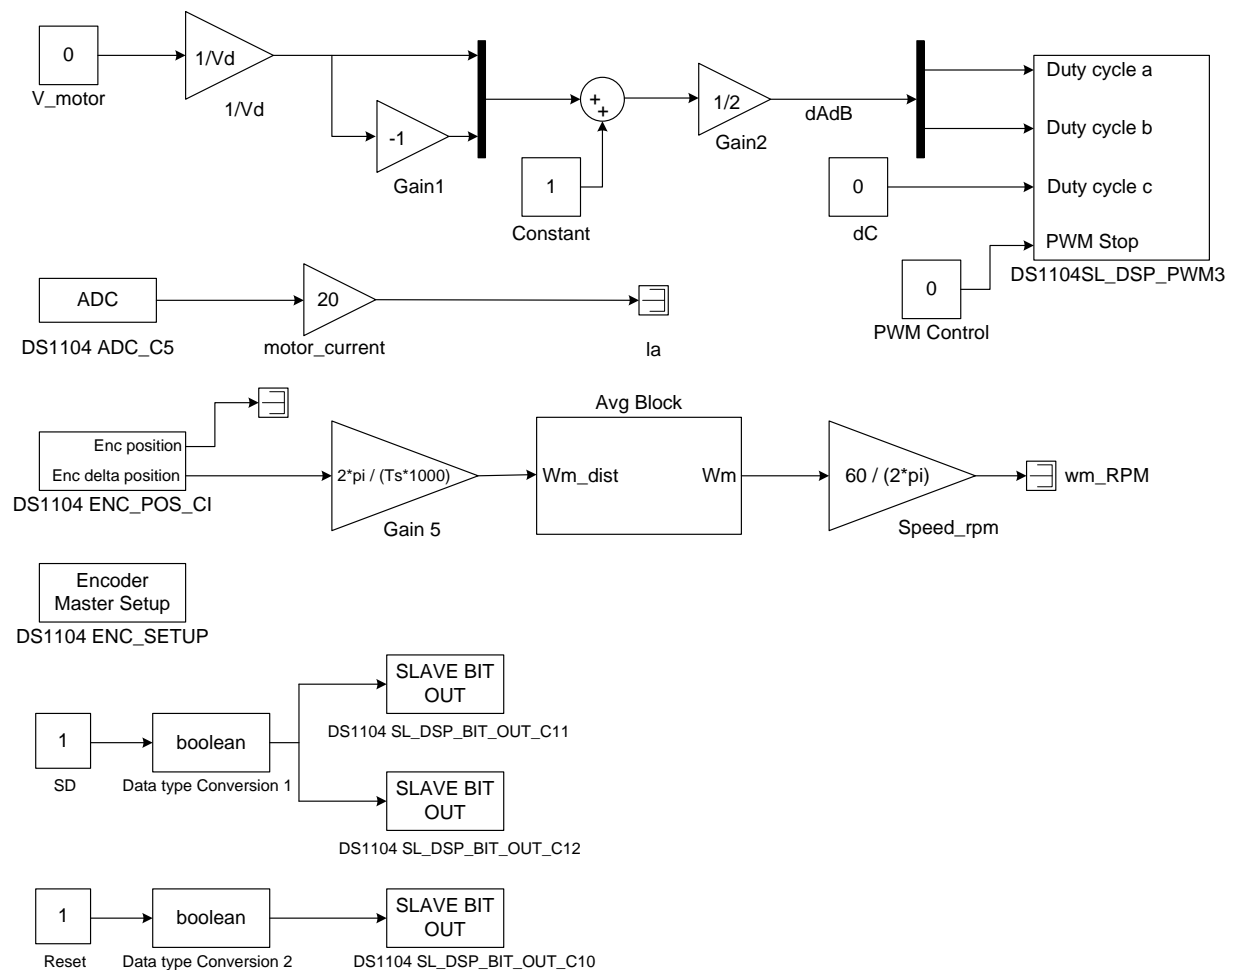 0
V_motor
1/Vd
1/Vd
-1
Gain1
1
Constant
+
+
1/2
Gain2
dAdB
0
dC
Duty cycle a
Duty cycle b
Duty cycle c
PWM Stop
DS1104SL_DSP_PWM3
0
PWM Control
ADC
DS1104 ADC_C5
20
motor_current
Ia
Enc position
Enc delta position
DS1104 ENC_POS_CI
2*pi / (Ts*1000)
Gain 5
Avg Block
Wm_dist
Wm
60 / (2*pi)
Speed_rpm
wm_RPM
Encoder
Master Setup
DS1104 ENC_SETUP
1
SD
boolean
Data type Conversion 1
SLAVE BIT
OUT
DS1104 SL_DSP_BIT_OUT_C11
SLAVE BIT
OUT
DS1104 SL_DSP_BIT_OUT_C12
1
Reset
boolean
Data type Conversion 2
SLAVE BIT
OUT
DS1104 SL_DSP_BIT_OUT_C10